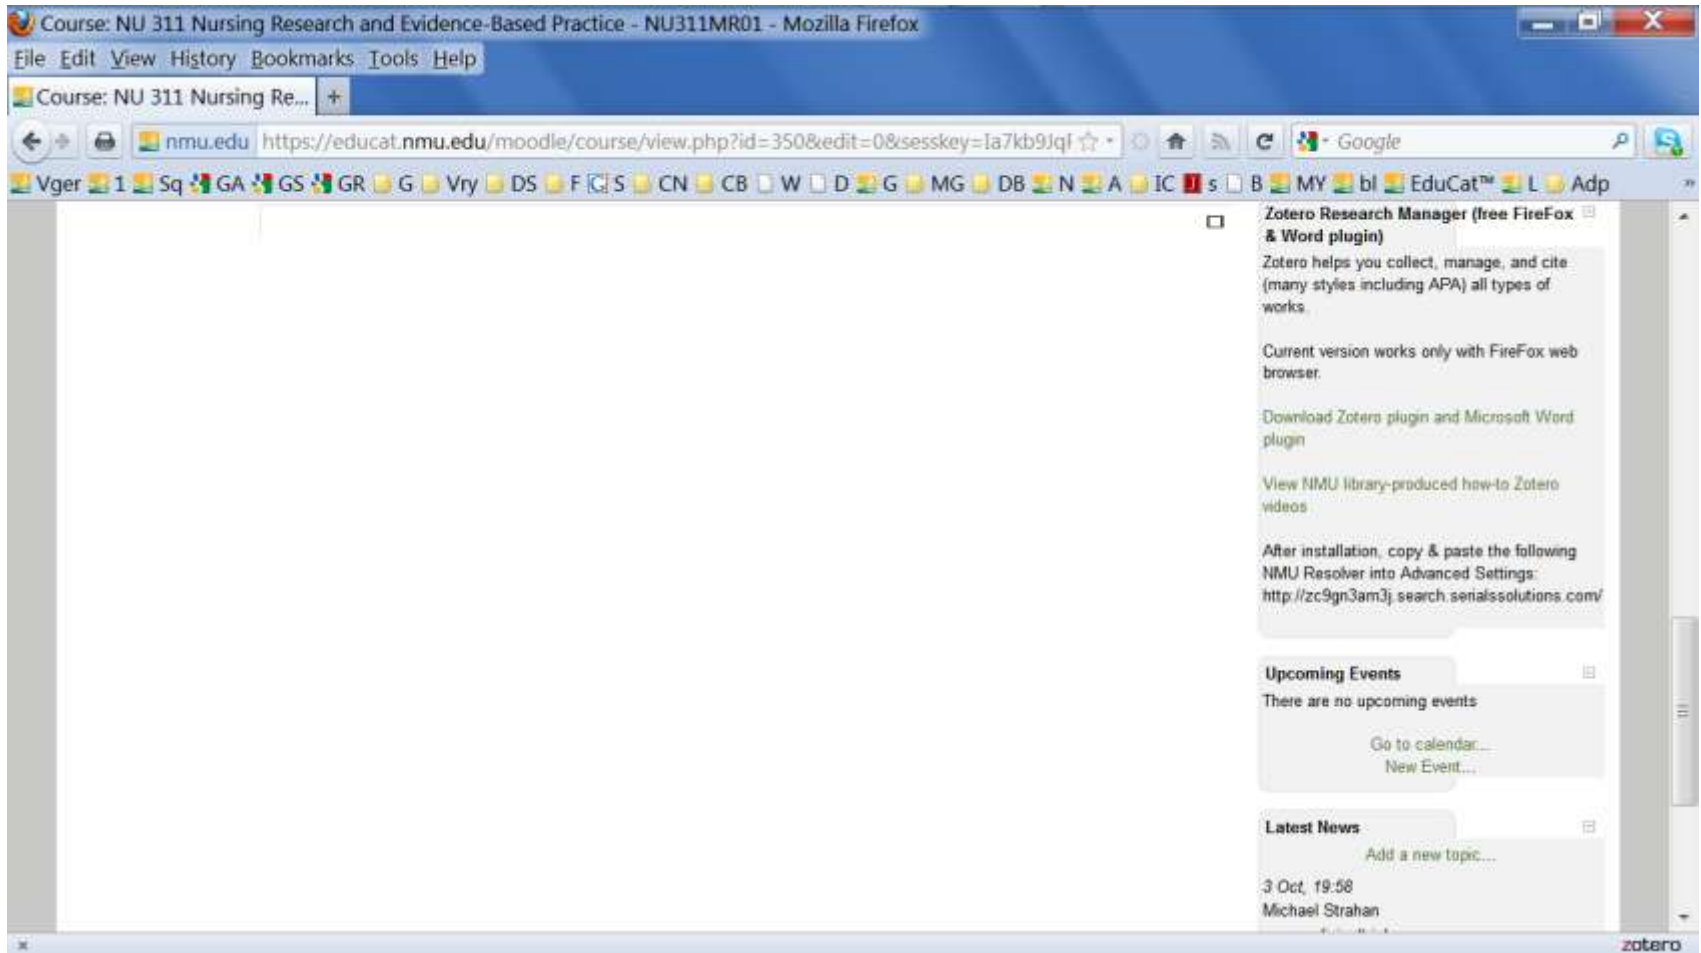 Course: NU 311 Nursing Research and Evidence-Based Practice - NU311MR01 - Mozilla Firefox
File Edit View History Bookmarks Tools Help
Course: NU 311 Nursing Re... +
nmu.edu https://educat.nmu.edu/moodle/course/view.php?id=350&edit=0&sesskey=Ia7kb9Jq Google
Vger 1 Sq GA GS GR G Vry DS F S CN CB W D G MG DB N A IC s B MY bl EduCat™ L Adp »
Zotero Research Manager (free FireFox
& Word plugin)
Zotero helps you collect, manage, and cite
(many styles including APA) all types of
works.
Current version works only with FireFox web
browser.
Download Zotero plugin and Microsoft Word
plugin
View NMU library-produced how-to Zotero
videos
After installation, copy & paste the following
NMU Resolver into Advanced Settings:
http://zc9gn3am3j.search.serialssolutions.com/
Upcoming Events
There are no upcoming events
Go to calendar...
New Event...
Latest News
Add a new topic...
3 Oct, 19:58
Michael Strahan
zotero